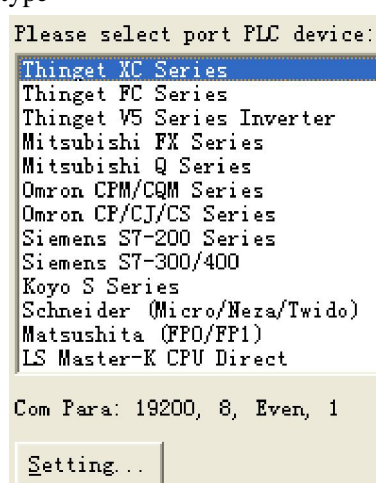 type
Please select port PLC device:
Thinget XC Series
Thinget FC Series
Thinget V5 Series Inverter
Mitsubishi FX Series
Mitsubishi Q Series
Omron CPM/CQM Series
Omron CP/CJ/CS Series
Siemens S7-200 Series
Siemens S7-300/400
Koyo S Series
Schneider (Micro/Neza/Twido)
Matsushita (FP0/FP1)
LS Master-K CPU Direct
Com Para: 19200, 8, Even, 1
Setting...